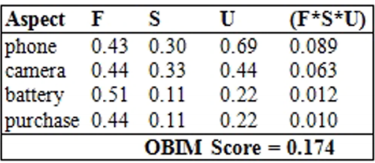 Aspect F S U (F*S*U)
phone 0.43 0.30 0.69 0.089
camera 0.44 0.33 0.44 0.063
battery 0.51 0.11 0.22 0.012
purchase 0.44 0.11 0.22 0.010
OBIM Score = 0.174